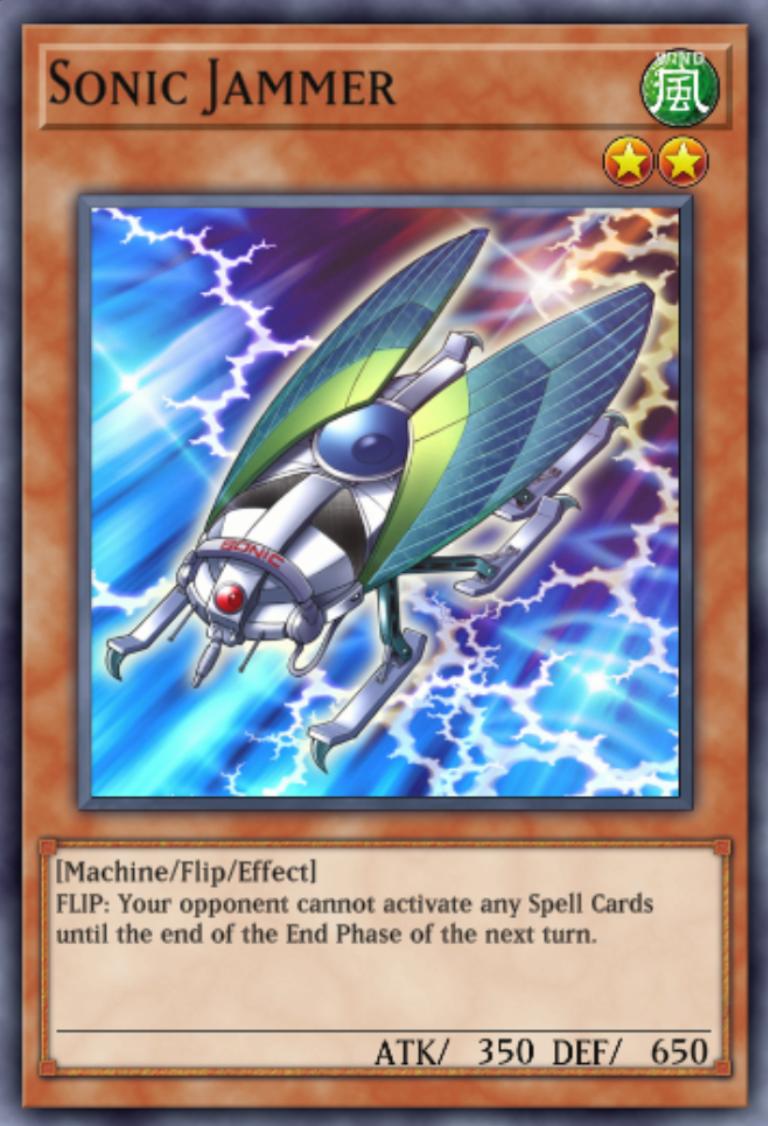 Sonic Jammer
WIND
風
SONIC
[Machine/Flip/Effect]
FLIP: Your opponent cannot activate any Spell Cards
until the end of the End Phase of the next turn.
ATK/ 350 DEF/ 650